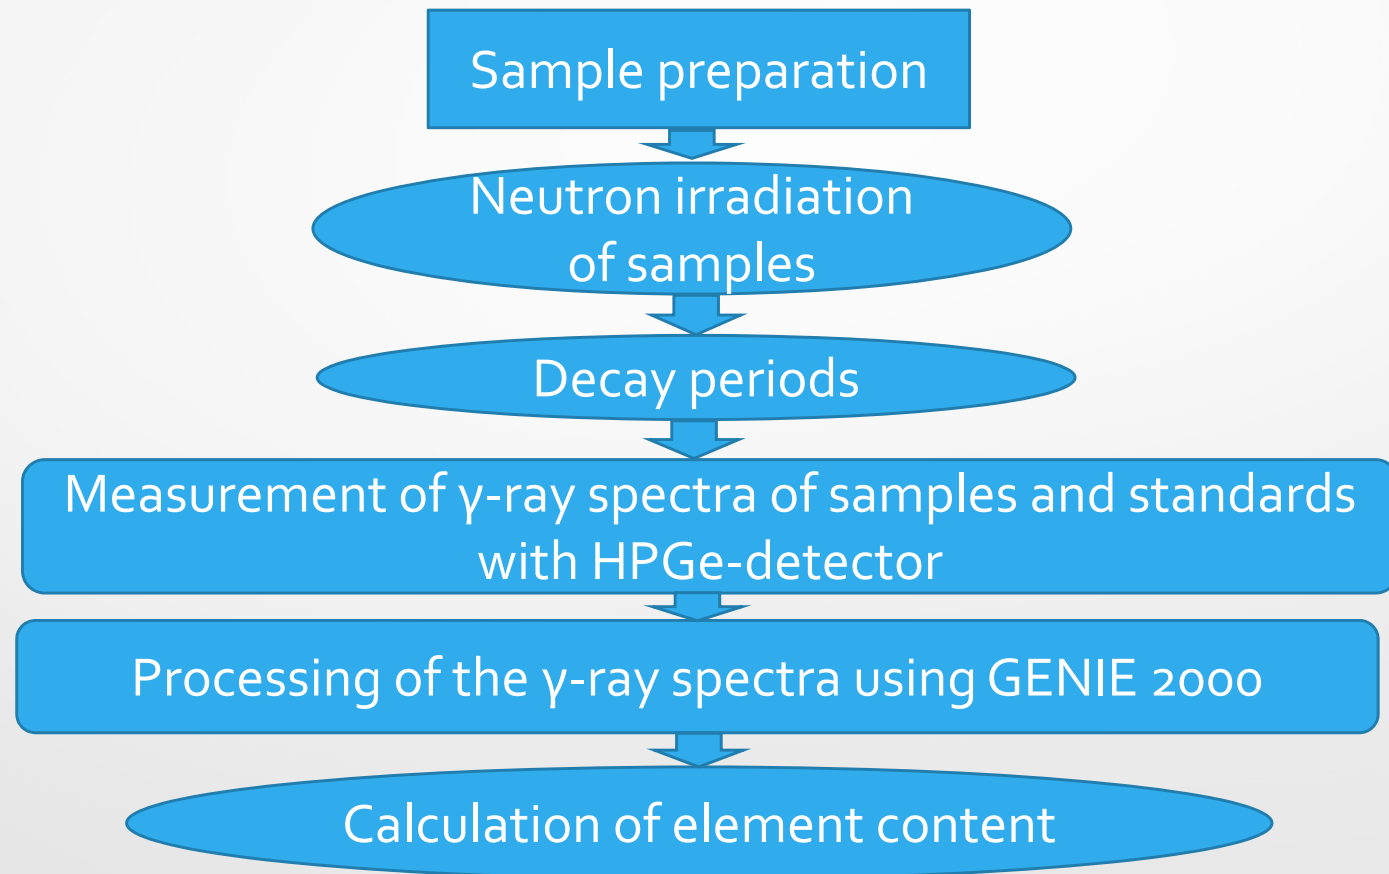 Sample preparation
Neutron irradiation
of samples
Decay periods
Measurement of γ-ray spectra of samples and standards
with HPGe-detector
Processing of the γ-ray spectra using GENIE 2000
Calculation of element content